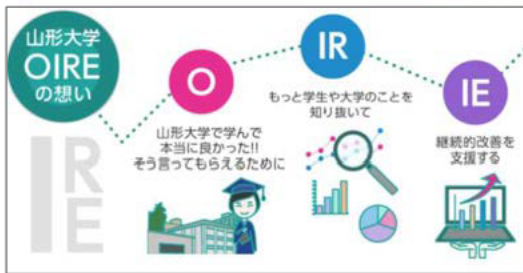 山形大学
OIRE
の想い
IRE
O
山形大学で学んで
本当に良かった!!
そう言ってもらえるために
IR
もっと学生や大学のことを
知り抜いて
IE
継続的改善を
支援する